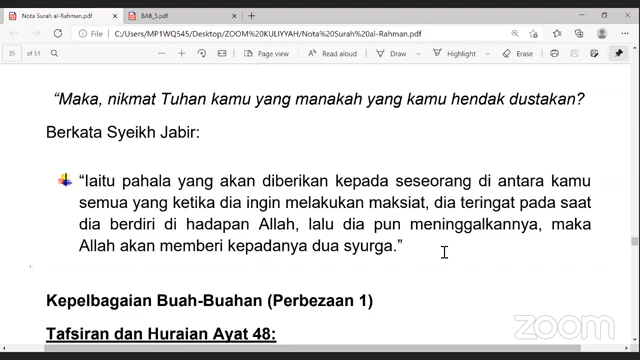 Nota Surah al-Rahman.pdf
BAB_5.pdf
File
C:/Users/MP1WQ545/Desktop/ZOOM%20KULIYYAH/Nota%20Surah%20al-Rahman.pdf
35 of 51
Page view
Read aloud
Draw
Highlight
Erase
“Maka, nikmat Tuhan kamu yang manakah yang kamu hendak dustakan?
Berkata Syeikh Jabir:
“Iaitu pahala yang akan diberikan kepada seseorang di antara kamu
semua yang ketika dia ingin melakukan maksiat, dia teringat pada saat
dia berdiri di hadapan Allah, lalu dia pun meninggalkannya, maka
Allah akan memberi kepadanya dua syurga.”
Kepelbagaian Buah-Buahan (Perbezaan 1)
Tafsiran dan Huraian Ayat 48:
zoom